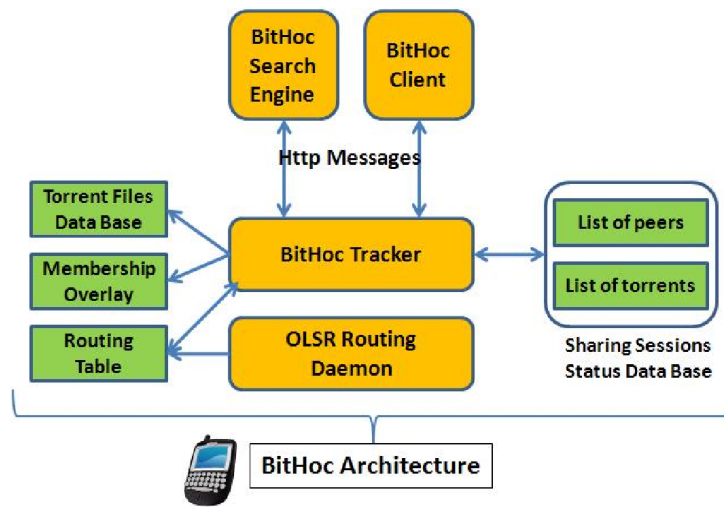 BitHoc
Search
Engine
BitHoc
Client
Http Messages
Torrent Files
Data Base
Membership
Overlay
Routing
Table
BitHoc Tracker
OLSR Routing
Daemon
List of peers
List of torrents
Sharing Sessions
Status Data Base
BitHoc Architecture